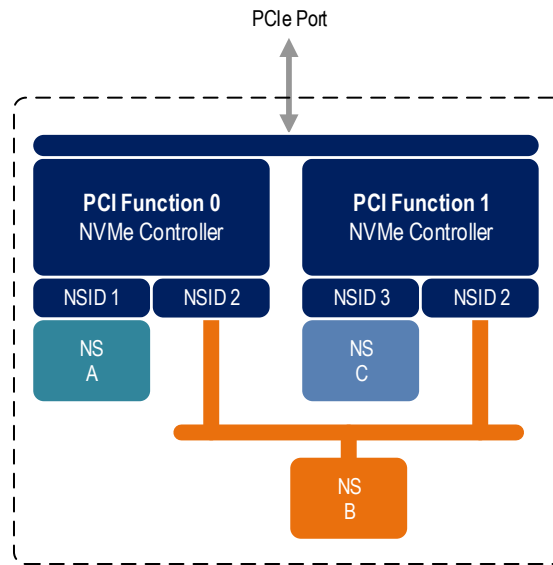 PCIe Port
PCI Function 0
NVMe Controller
PCI Function 1
NVMe Controller
NSID 1
NSID 2
NSID 3
NSID 2
NS
A
NS
C
NS
B